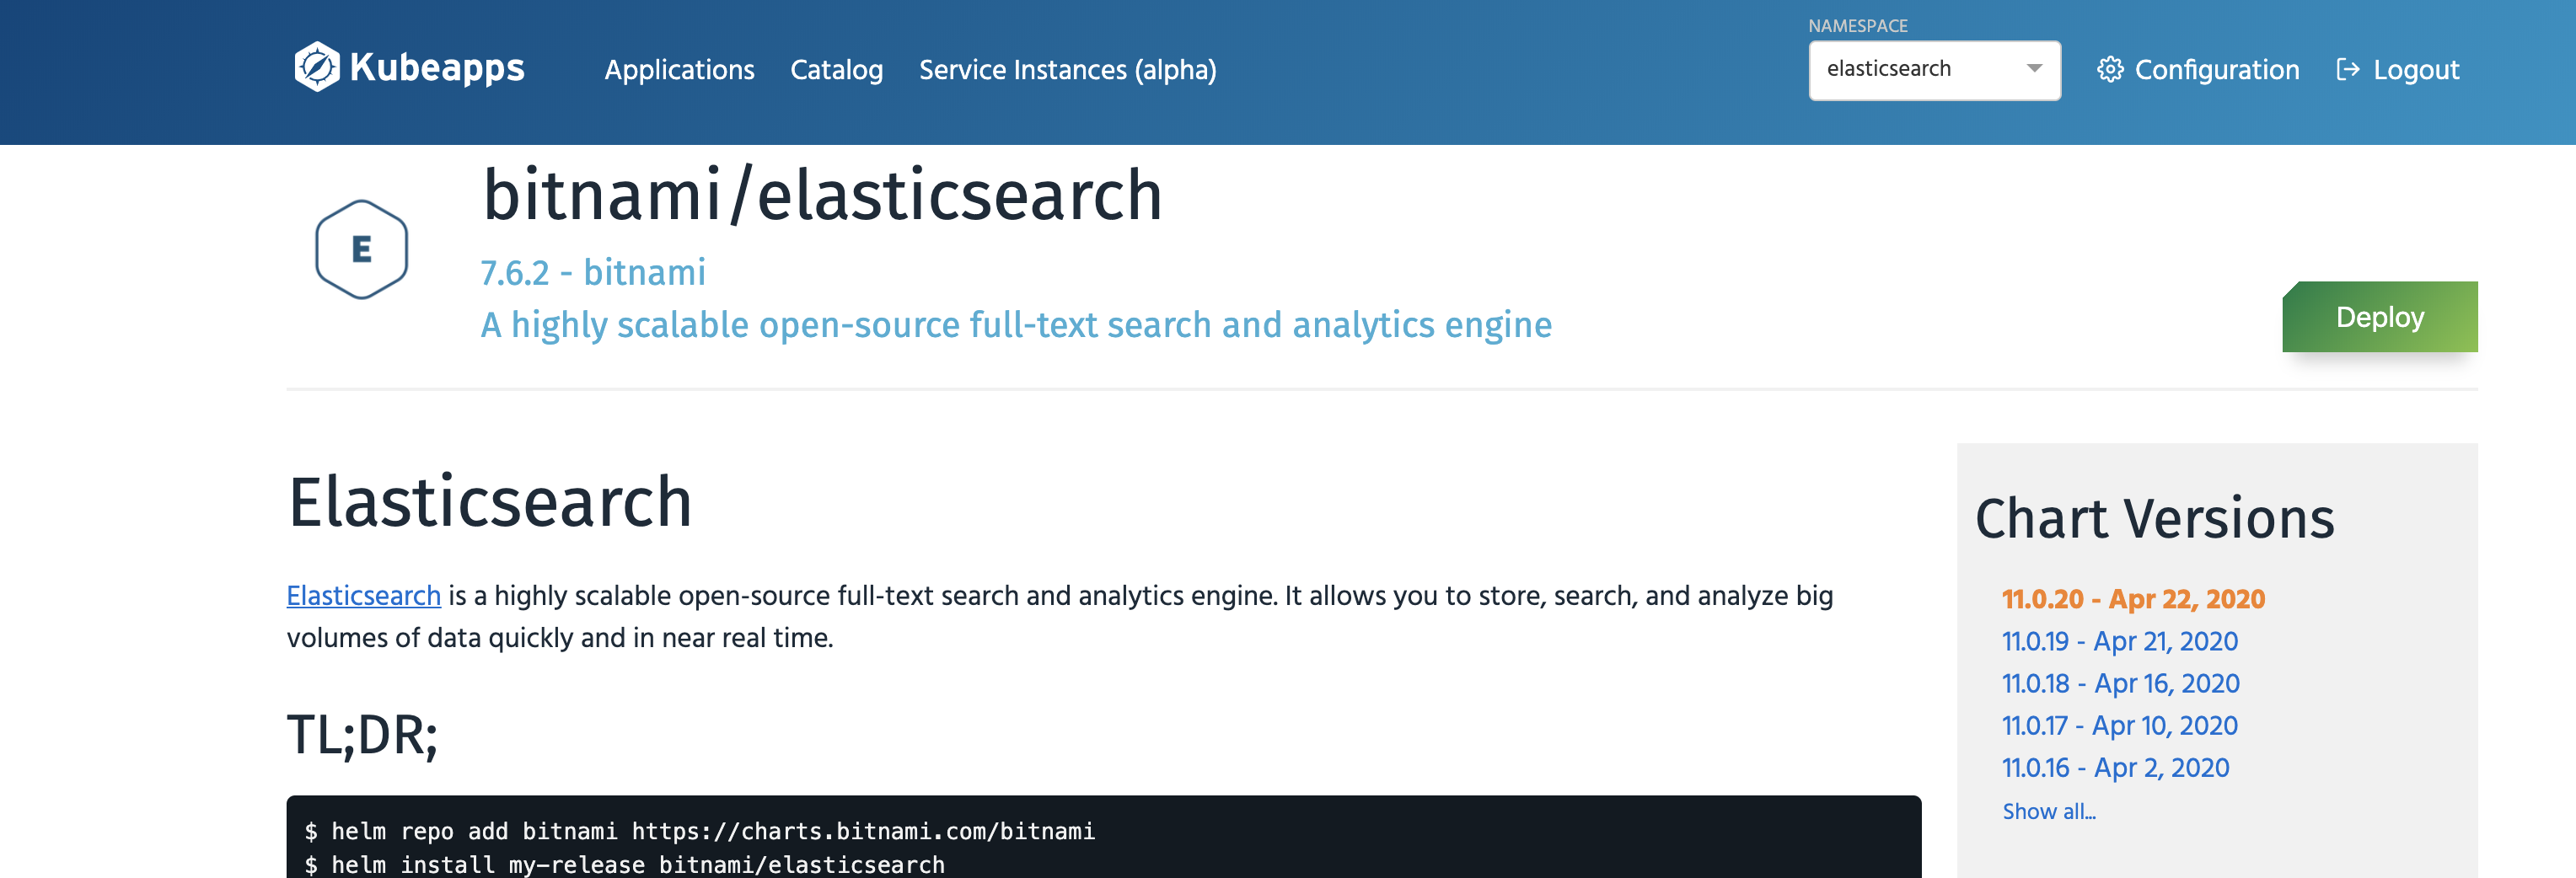 Kubeapps
Applications
Catalog
Service Instances (alpha)
NAMESPACE
elasticsearch
Configuration
Logout
E
bitnami/elasticsearch
7.6.2 - bitnami
A highly scalable open-source full-text search and analytics engine
Deploy
Elasticsearch
Elasticsearch is a highly scalable open-source full-text search and analytics engine. It allows you to store, search, and analyze big
volumes of data quickly and in near real time.
TL;DR;
$ helm repo add bitnami https://charts.bitnami.com/bitnami
$ helm install my-release bitnami/elasticsearch
Chart Versions
11.0.20 - Apr 22, 2020
11.0.19 - Apr 21, 2020
11.0.18 - Apr 16, 2020
11.0.17 - Apr 10, 2020
11.0.16 - Apr 2, 2020
Show all...